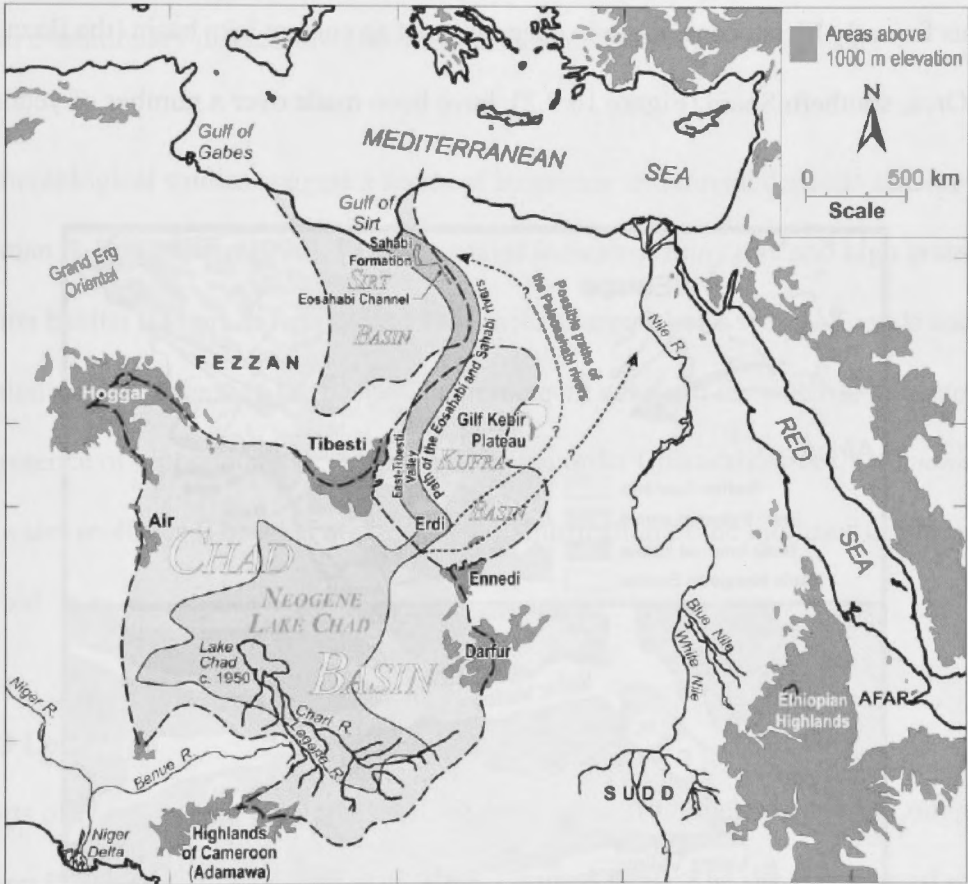 Areas above
1000 m elevation
N
0 500 km
Scale
MEDITERRANEAN
SEA
Gulf of
Gabes
Gulf of
Sirt
Sahabi
Formation
SIRT
Eosahabi Channel
BASIN
Grand Erg
Oriental
FEZZAN
Possible paths of
the Paleosahabi rivers
Path of the Eosahabi and Sahabi rivers
East-Tibesti
Valley
Nile R.
Hoggar
Tibesti
Gilf Kebir
Plateau
KUFRA
BASIN
?
?
RED
SEA
Erdi
Air
CHAD
Ennedi
NEOGENE
LAKE CHAD
Lake
Chad
c. 1950
BASIN
Darfur
Blue Nile
White Nile
Niger R.
Chari R.
Logone R.
Benue R.
Ethiopian
Highlands
AFAR
SUDD
Niger
Delta
Highlands
of Cameroon
(Adamawa)